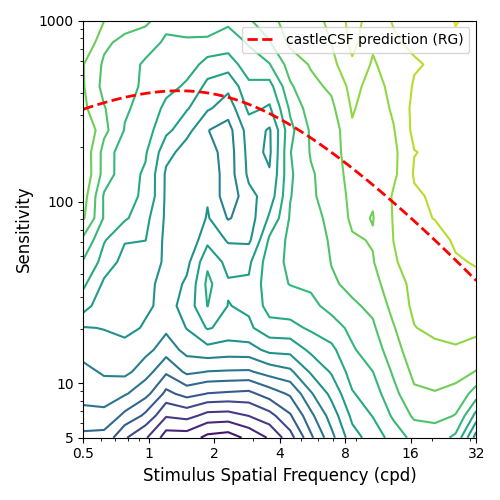 1000
castleCSF prediction (RG)
Sensitivity
100
10
5
0.5 1 2 4 8 16 32
Stimulus Spatial Frequency (cpd)